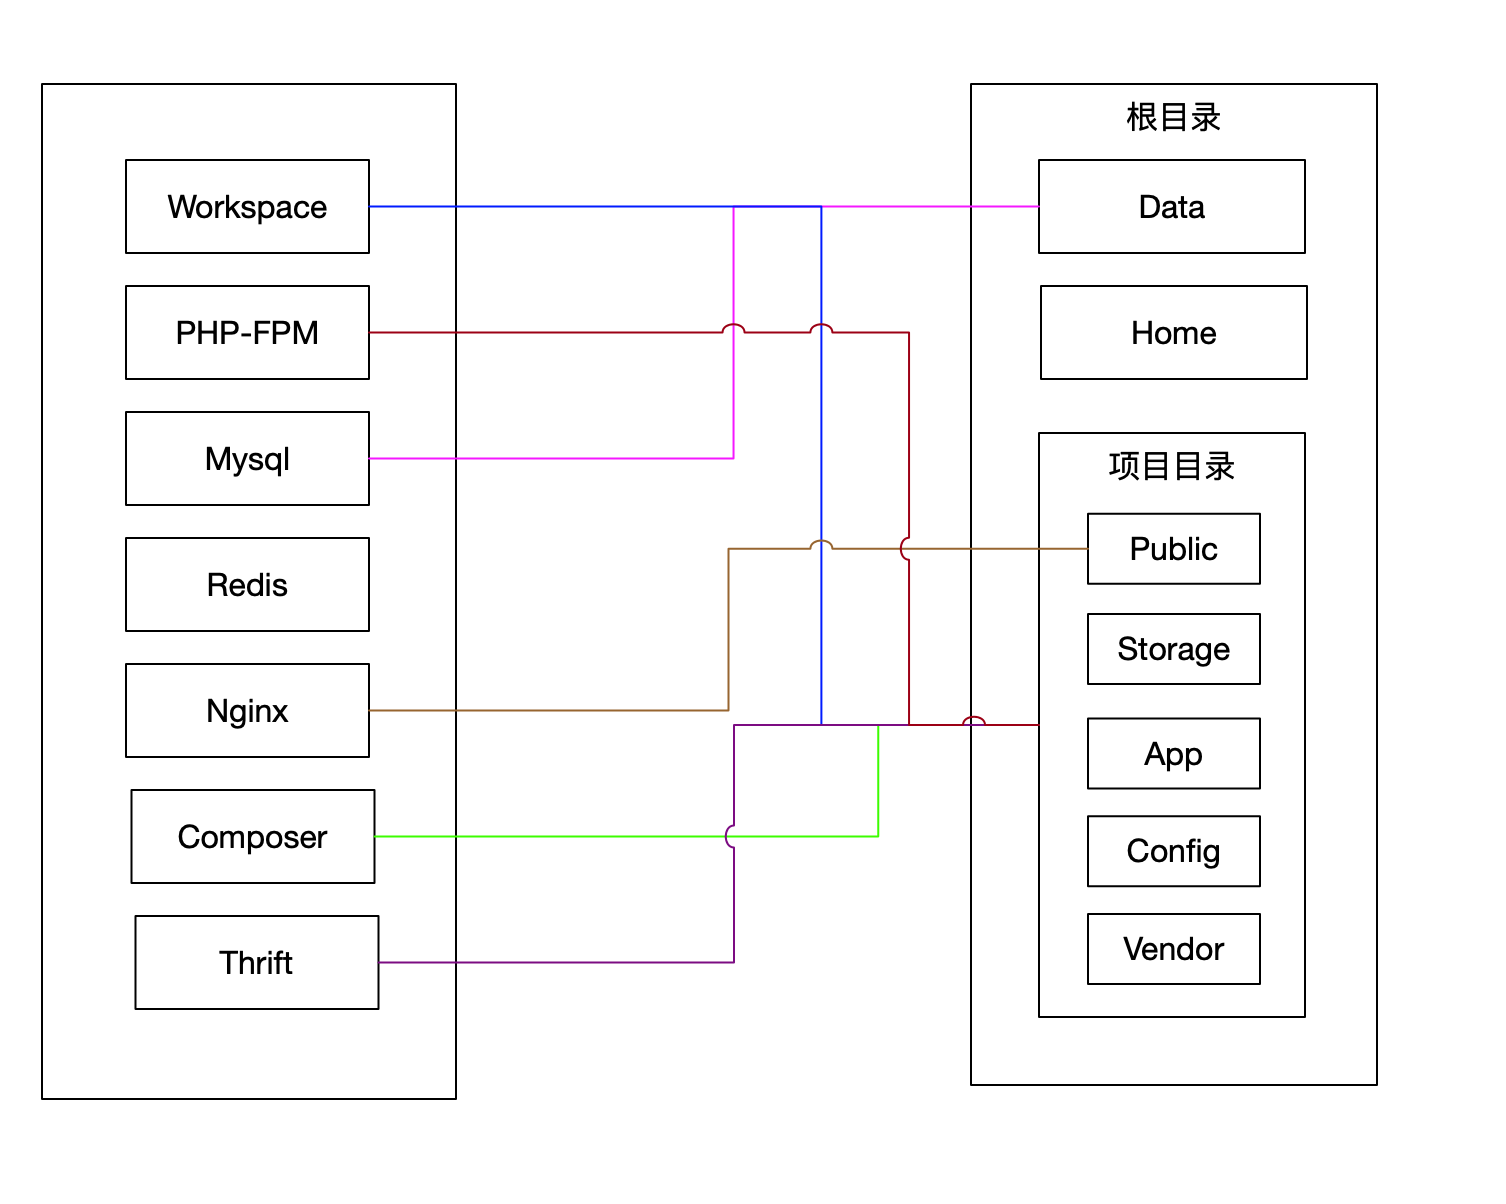 Workspace
PHP-FPM
Mysql
Redis
Nginx
Composer
Thrift
根目录
Data
Home
项目目录
Public
Storage
App
Config
Vendor